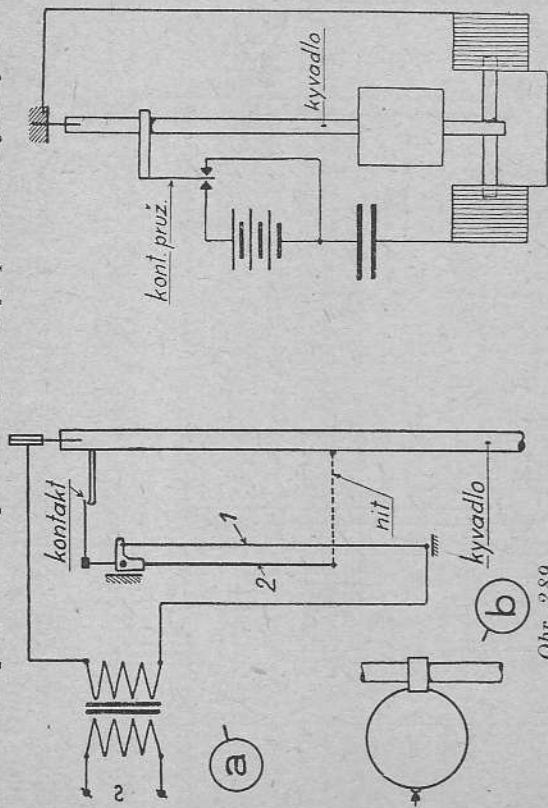 kontakt
1
2
nit
kyvadlo
S
a
b
Obr. 289
kont. pruž.
kyvadlo